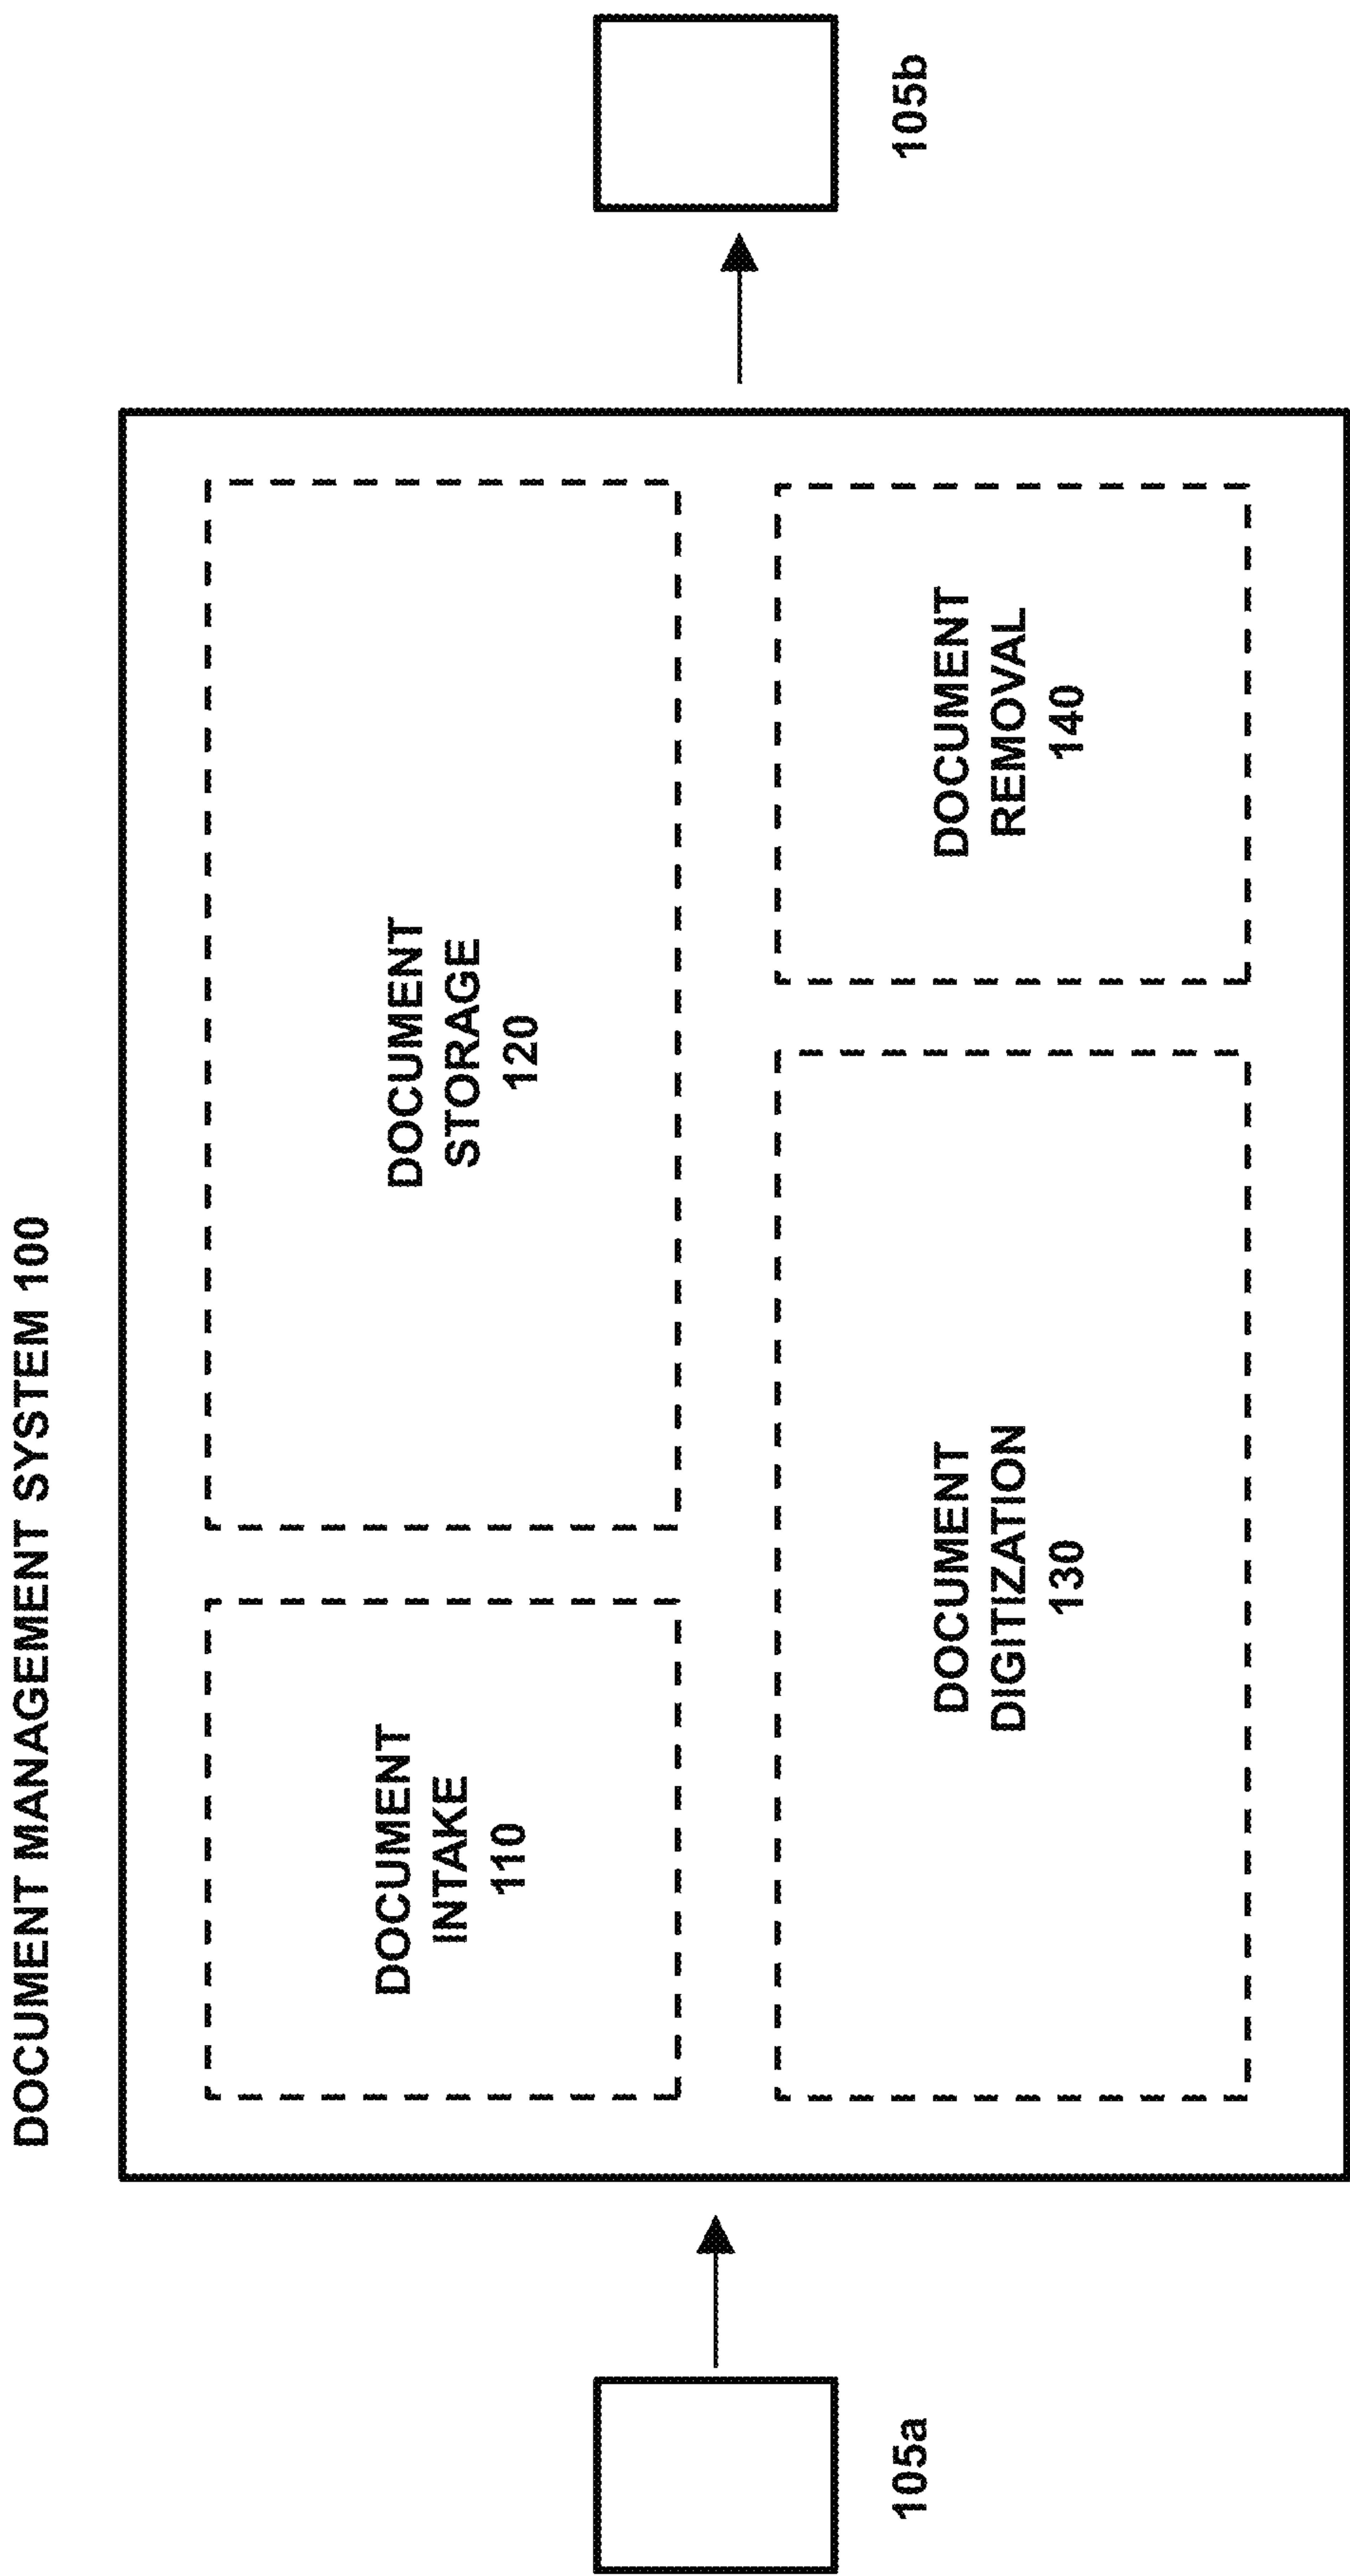 DOCUMENT MANAGEMENT SYSTEM 100
DOCUMENT
INTAKE
110
DOCUMENT
STORAGE
120
DOCUMENT
DIGITIZATION
130
DOCUMENT
REMOVAL
140
105a
105b